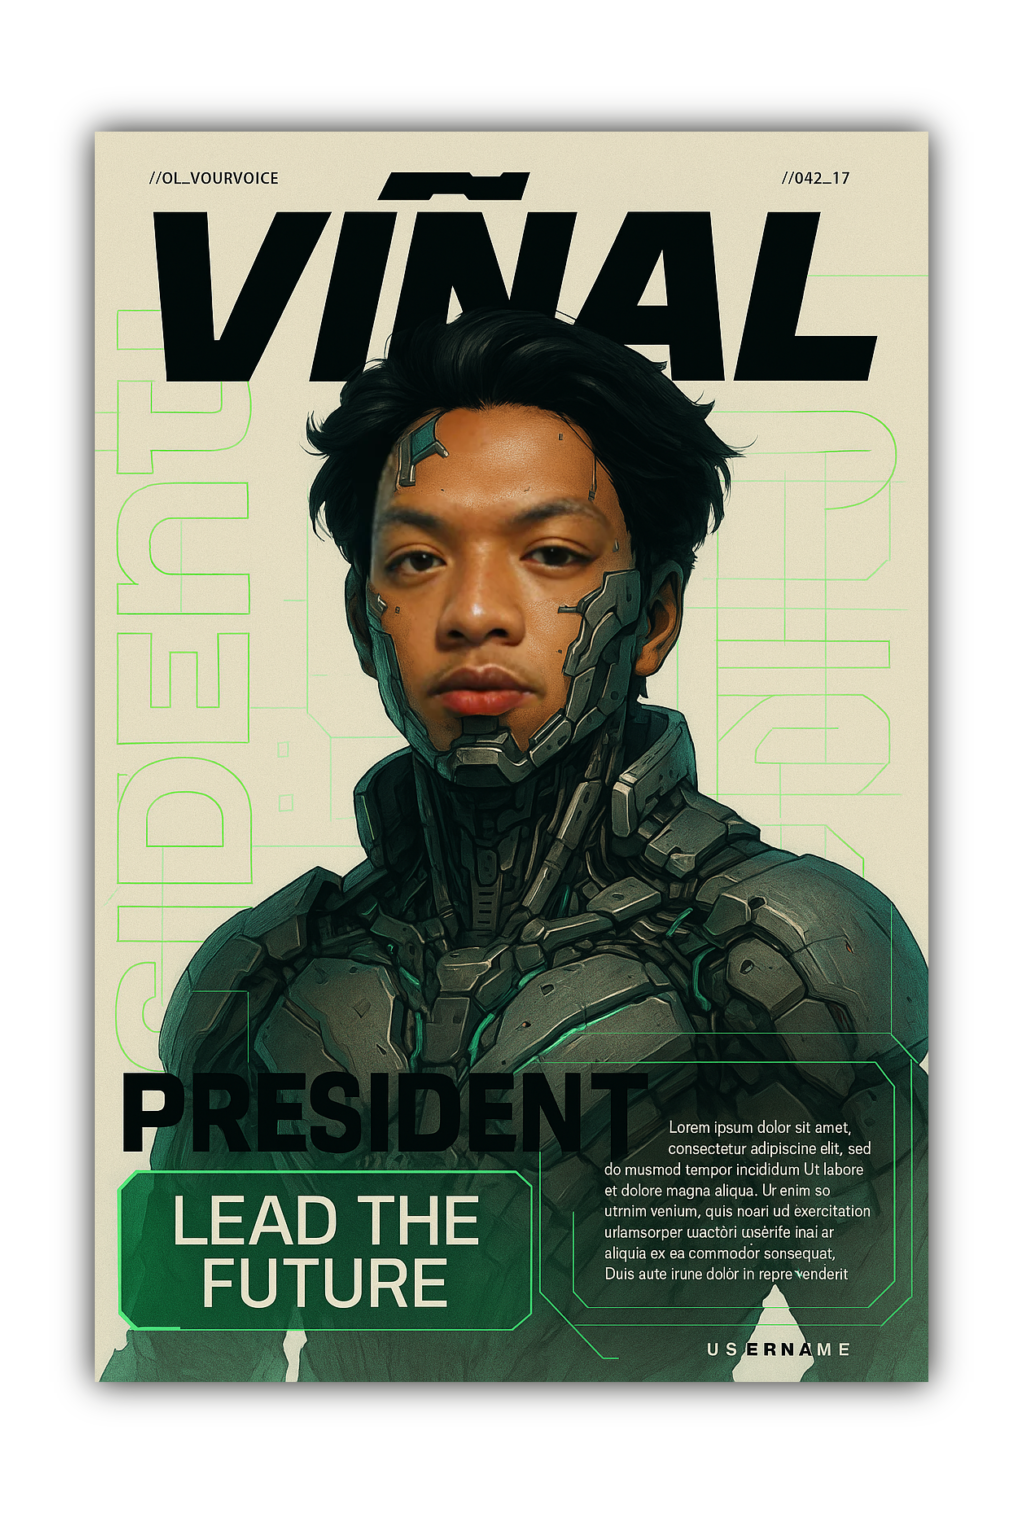 //OL_VOURVOICE
//042_17
VIÑAL
SIDEntU
PRESIDENT
LEAD THE
FUTURE
Lorem ipsum dolor sit amet,
consectetur adipiscine elit, sed
do musmod tempor incididum Ut labore
et dolore magna aliqua. Ur enim so
utrnim venium, quis noari ud exercitation
urlamsorper uactòri usèrife inai ar
aliquia ex ea commodor sonsequat,
Duis aute irune dolor in repre venderit
USERNAME